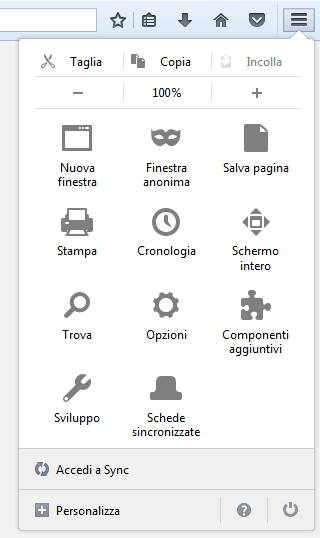 Taglia Copia Incolla
100%
Nuova finestra
Finestra anonima
Salva pagina
Stampa
Cronologia
Schermo intero
Trova
Opzioni
Componenti aggiuntivi
Sviluppo
Schede sincronizzate
Accedi a Sync
Personalizza